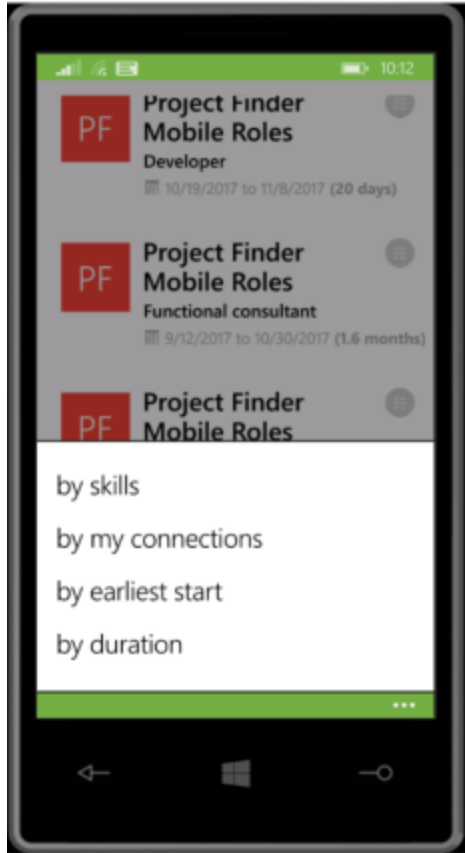 10:12
PF
Project Finder
Mobile Roles
Developer
10/19/2017 to 11/8/2017 (20 days)
PF
Project Finder
Mobile Roles
Functional consultant
9/12/2017 to 10/30/2017 (1.6 months)
PF
Project Finder
Mobile Roles
by skills
by my connections
by earliest start
by duration